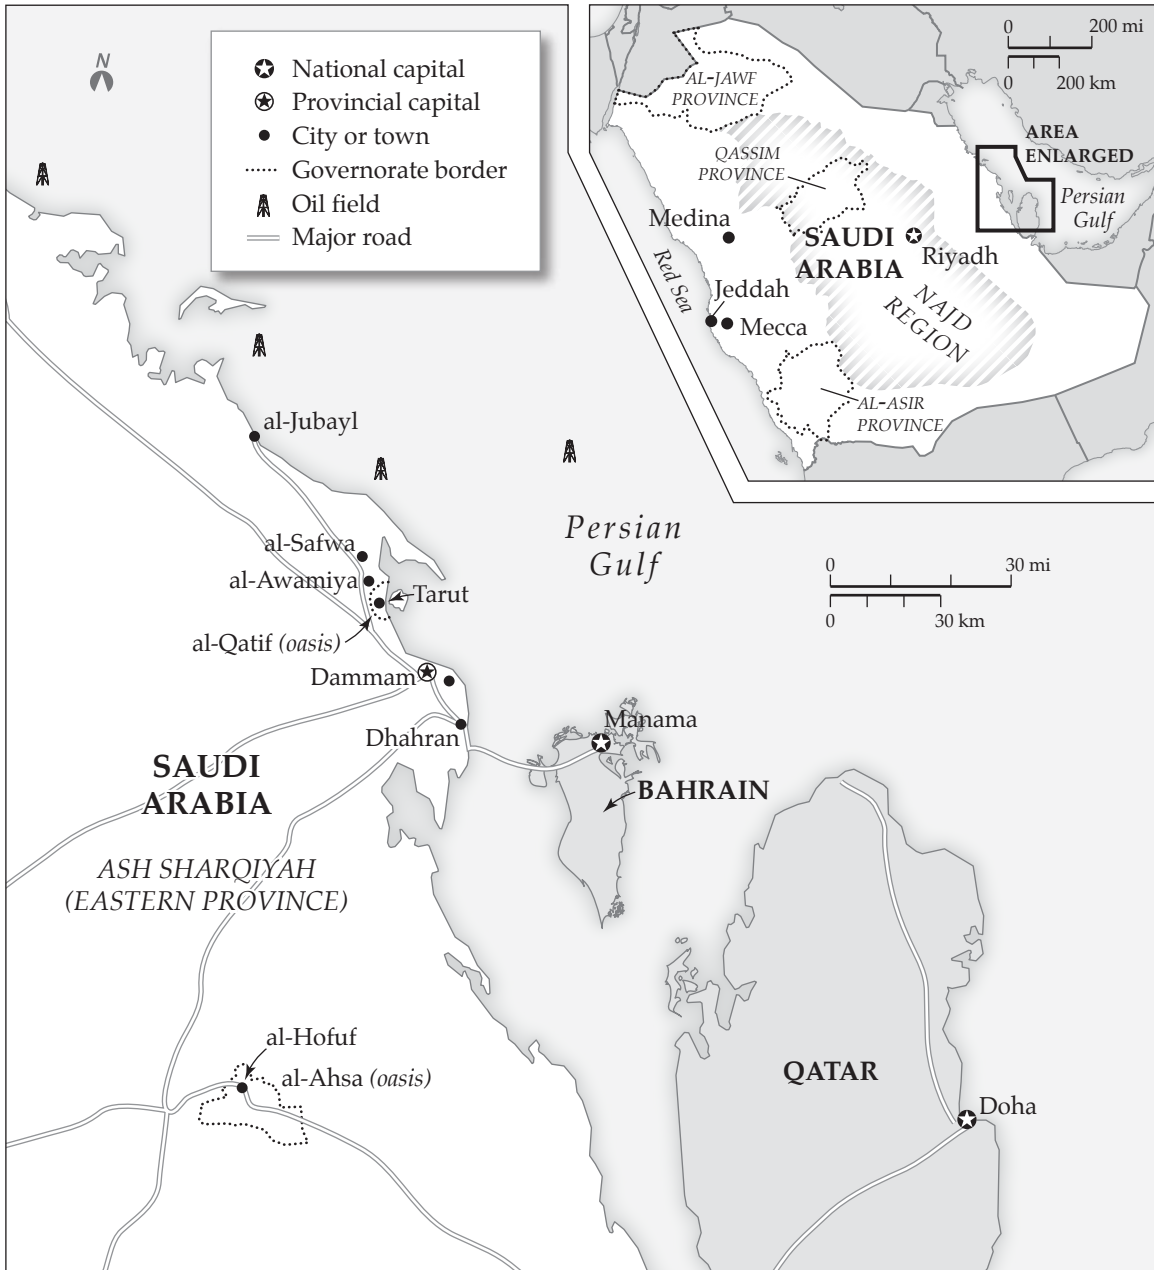 N
National capital
Provincial capital
City or town
Governorate border
Oil field
Major road
0 200 mi
0 200 km
AL-JAWF
PROVINCE
AREA
ENLARGED
QASSIM
PROVINCE
Persian
Gulf
Medina
SAUDI
ARABIA
Riyadh
Red Sea
Jeddah
Mecca
NAJD
REGION
AL-ASIR
PROVINCE
al-Jubayl
Persian
Gulf
al-Safwa
al-Awamiya
Tarut
0 30 mi
0 30 km
al-Qatif (oasis)
Dammam
Dhahran
Manama
SAUDI
ARABIA
BAHRAIN
ASH SHARQIYAH
(EASTERN PROVINCE)
al-Hofuf
al-Ahsa (oasis)
QATAR
Doha